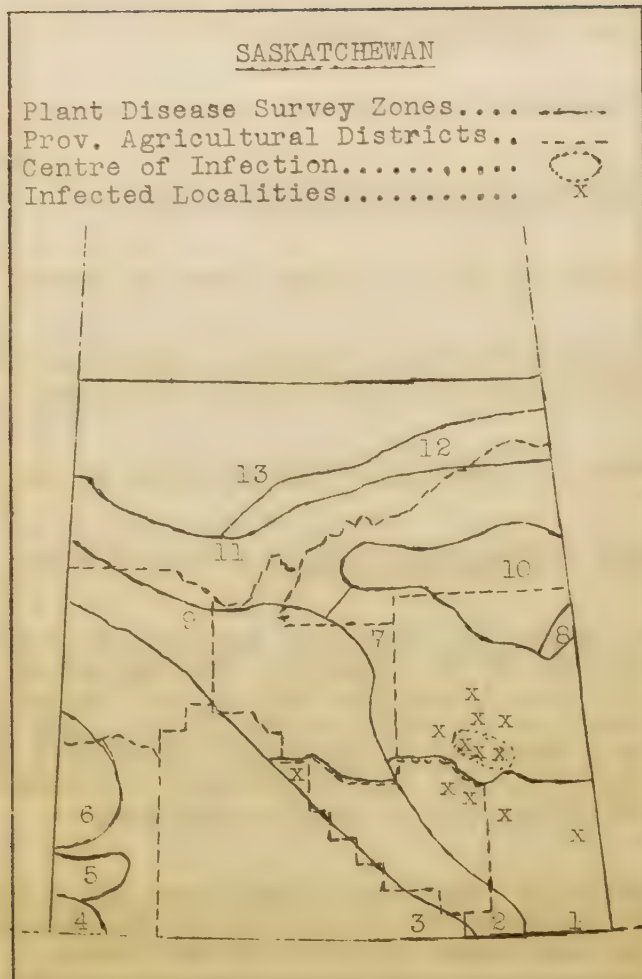 SASKATCHEWAN
Plant Disease Survey Zones....
Prov. Agricultural Districts..
Centre of Infection...........
Infected Localities........... x
13
12
11
10
9
7
8
x
x x
x
x x x
x
x
x x
x
6
5
4
3
2
1